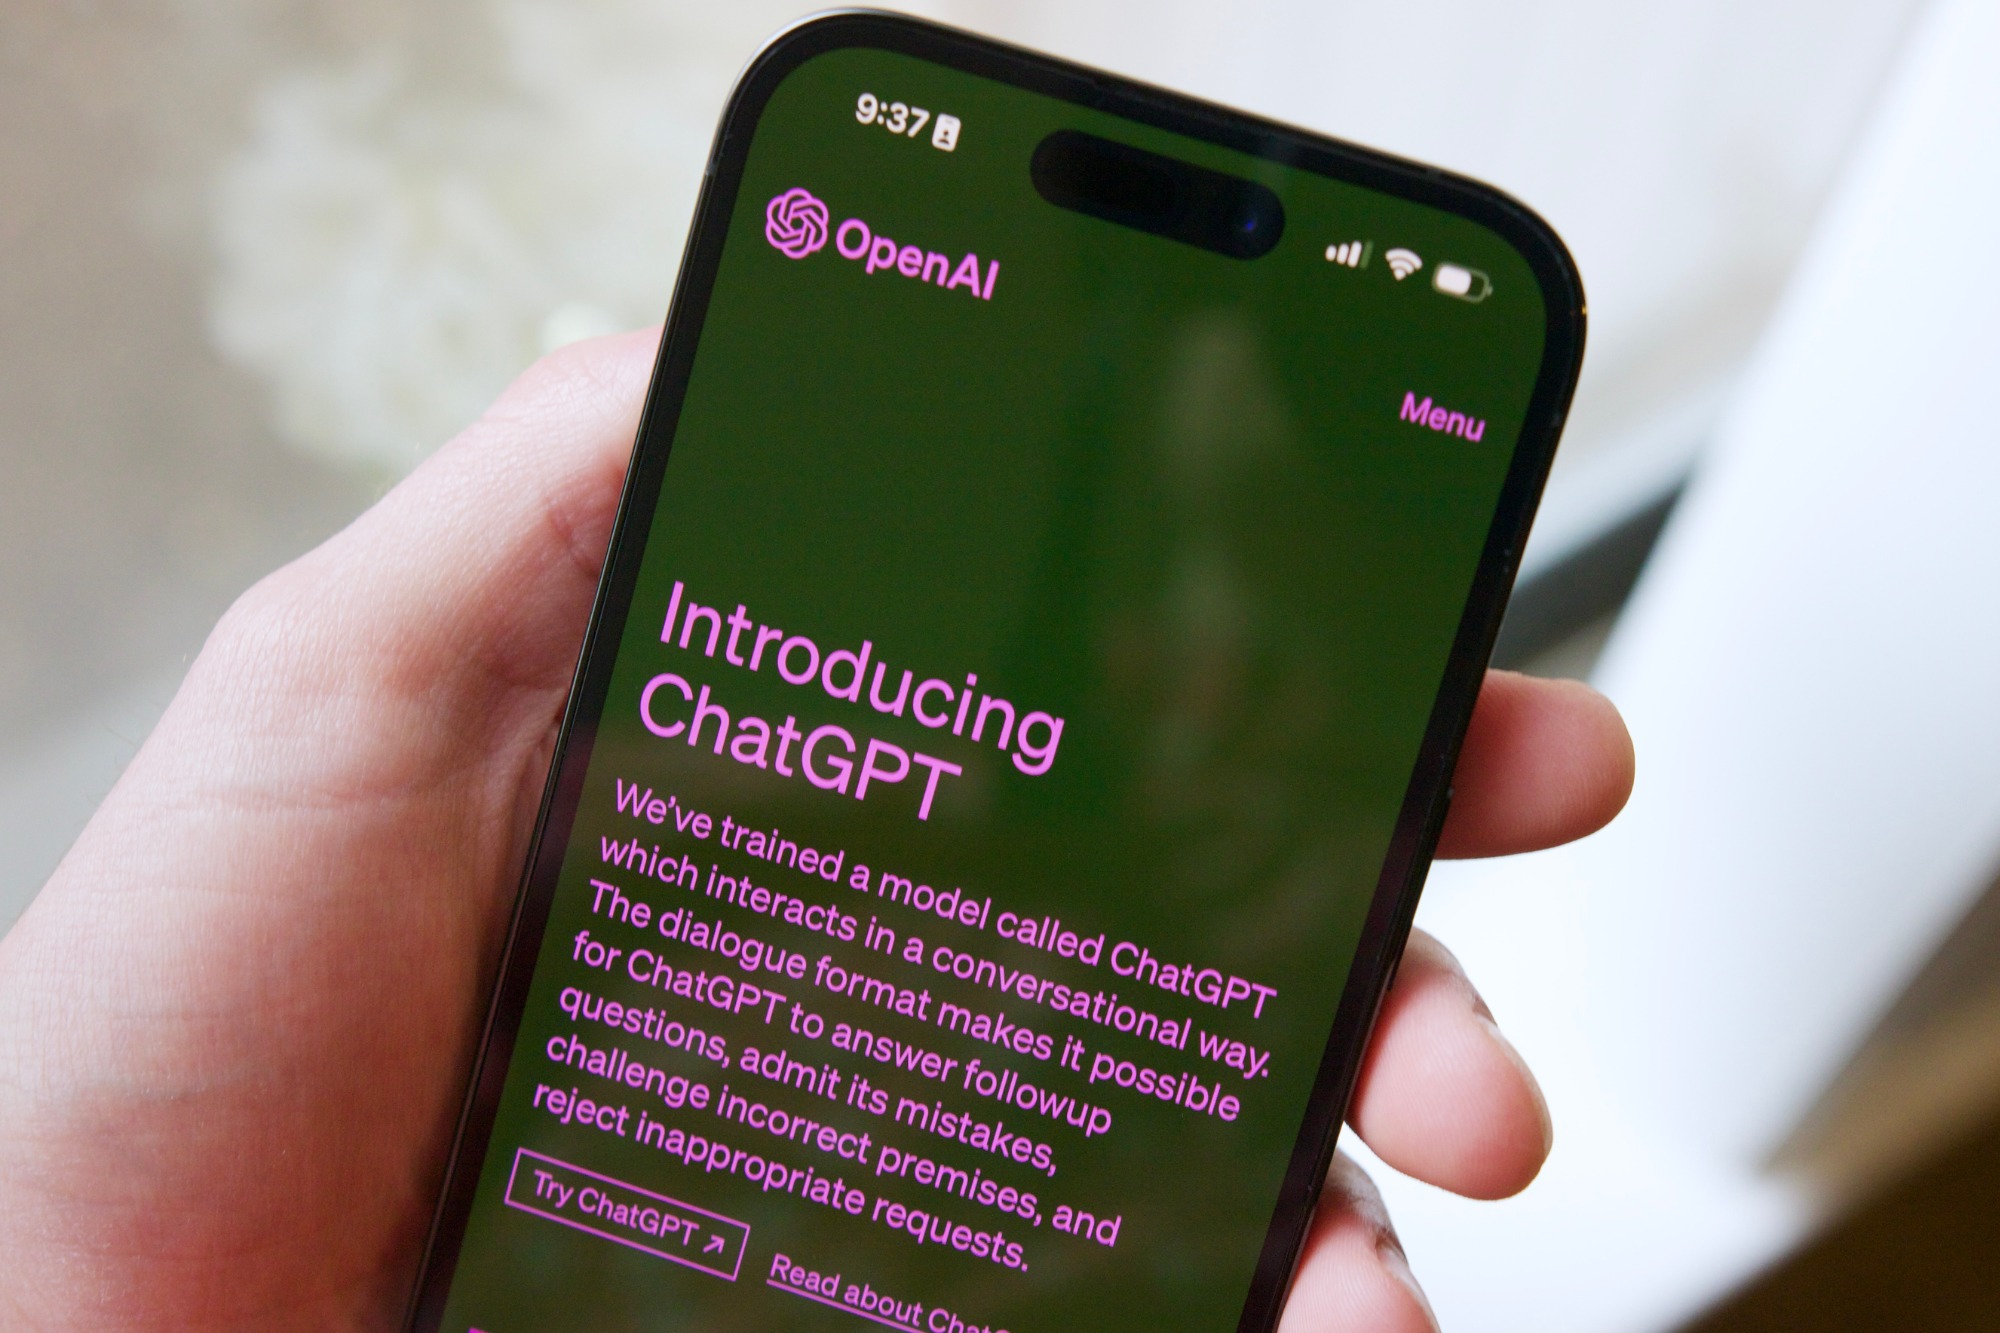 9:37
OpenAI
Menu
Introducing
ChatGPT
We've trained a model called ChatGPT
which interacts in a conversational way.
The dialogue format makes it possible
for ChatGPT to answer followup
questions, admit its mistakes,
challenge incorrect premises, and
reject inappropriate requests.
Try ChatGPT ↗
Read about